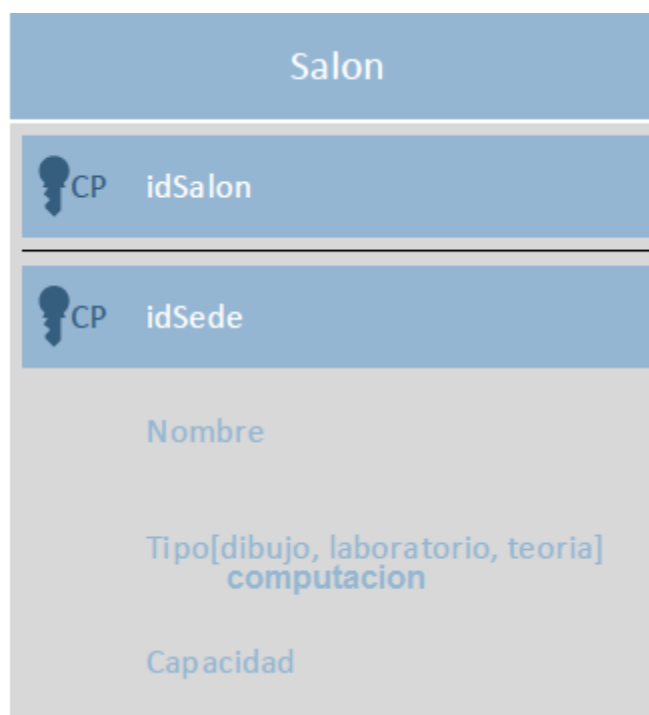 Salon
CP idSalon
CP idSede
Nombre
Tipo[dibujo, laboratorio, teoria]
computacion
Capacidad